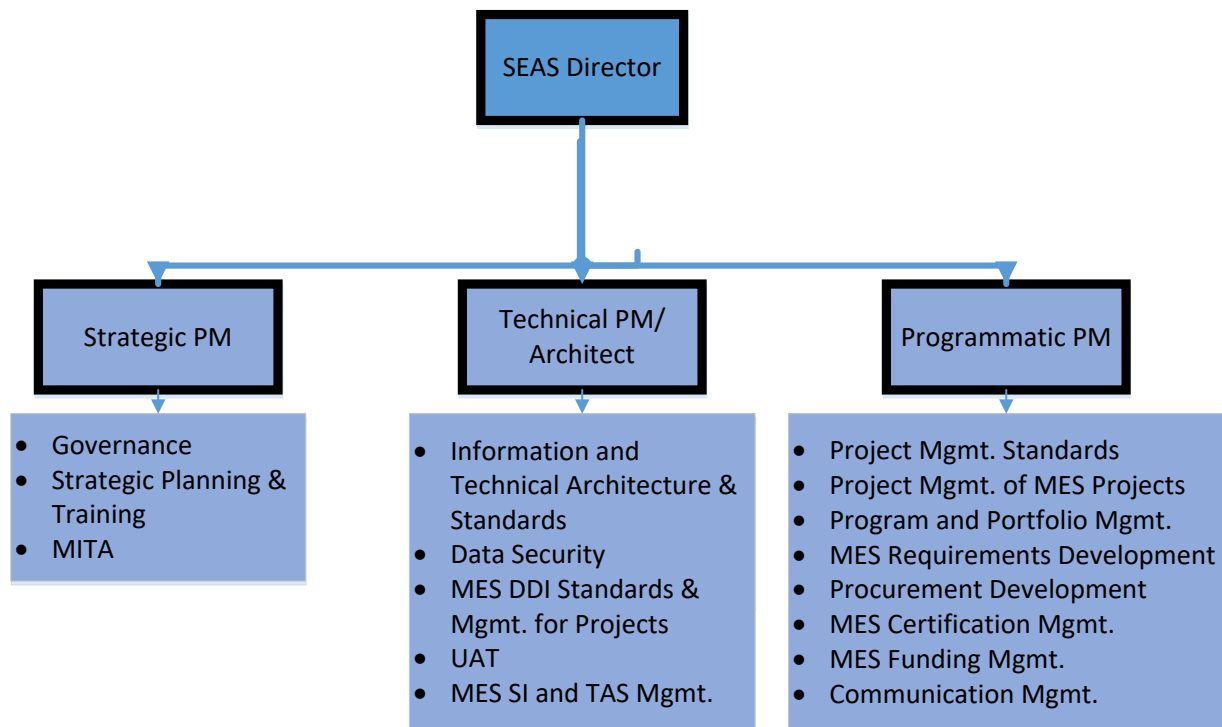 SEAS Director
Strategic PM
Technical PM/
Architect
Programmatic PM
• Governance
• Strategic Planning &
Training
• MITA
• Information and
Technical Architecture &
Standards
• Data Security
• MES DDI Standards &
Mgmt. for Projects
• UAT
• MES SI and TAS Mgmt.
• Project Mgmt. Standards
• Project Mgmt. of MES Projects
• Program and Portfolio Mgmt.
• MES Requirements Development
• Procurement Development
• MES Certification Mgmt.
• MES Funding Mgmt.
• Communication Mgmt.